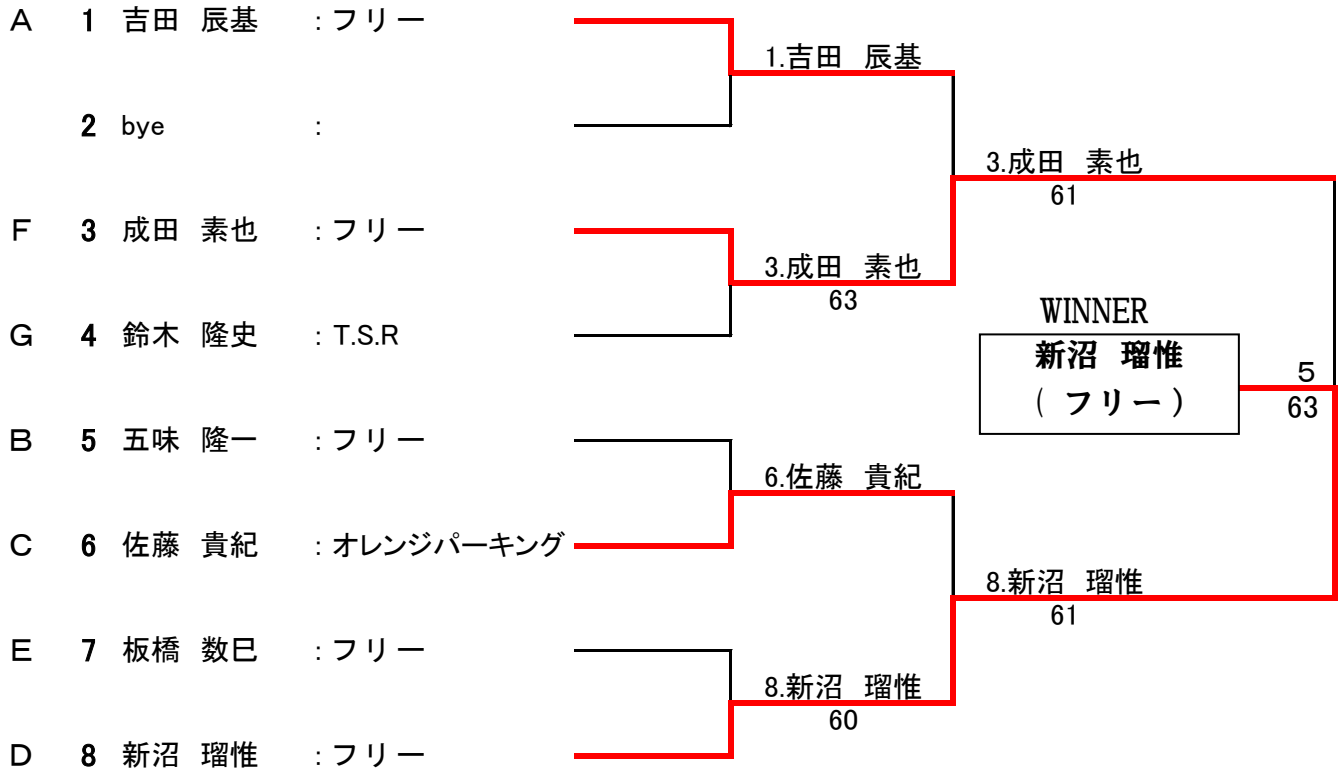 A 1 吉田 辰基 : フリー
1.吉田 辰基
2 bye :
3.成田 素也
61
F 3 成田 素也 : フリー
3.成田 素也
63
WINNER
G 4 鈴木 隆史 : T.S.R
新沼 瑠惟
(フリー)
5
63
B 5 五味 隆一 : フリー
6.佐藤 貴紀
C 6 佐藤 貴紀 : オレンジパーキング
8.新沼 瑠惟
61
E 7 板橋 数巳 : フリー
8.新沼 瑠惟
60
D 8 新沼 瑠惟 : フリー